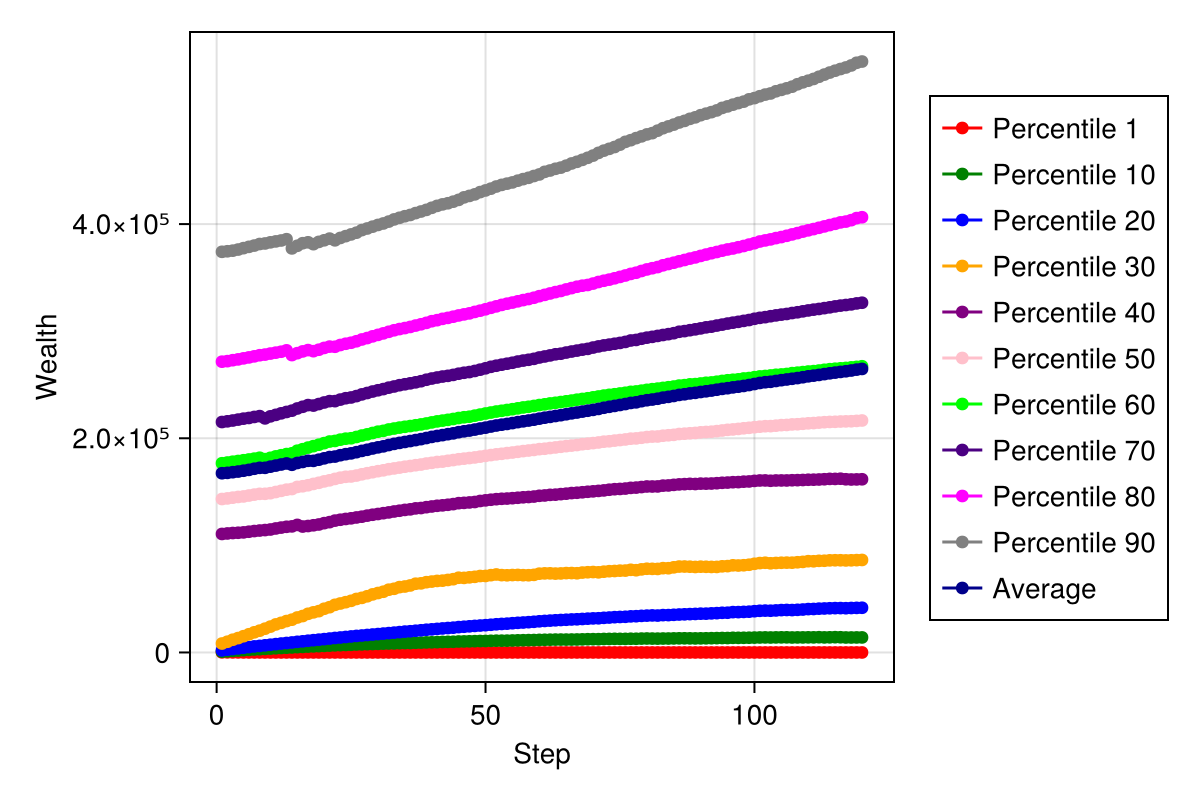 4.0×10⁵
2.0×10⁵
0
Wealth
0 50 100
Step
Percentile 1
Percentile 10
Percentile 20
Percentile 30
Percentile 40
Percentile 50
Percentile 60
Percentile 70
Percentile 80
Percentile 90
Average